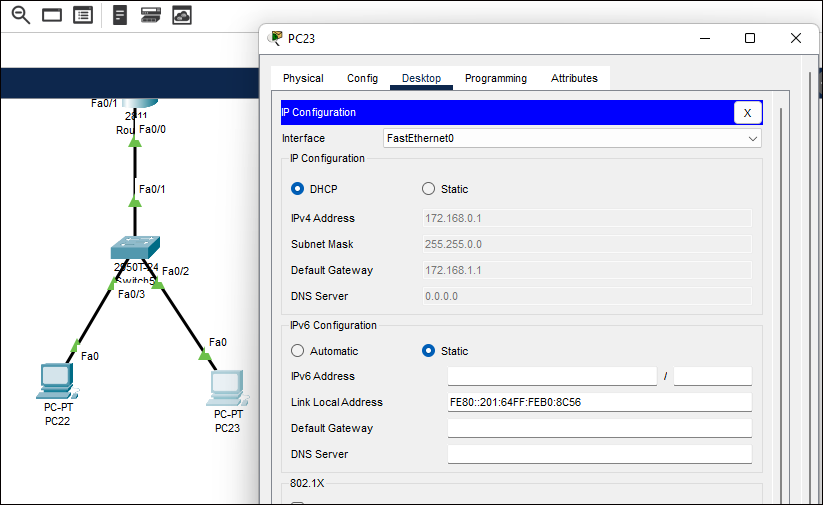 PC23
Physical Config Desktop Programming Attributes
IP Configuration X
Interface FastEthernet0
IP Configuration
DHCP Static
IPv4 Address 172.168.0.1
Subnet Mask 255.255.0.0
Default Gateway 172.168.1.1
DNS Server 0.0.0.0
IPv6 Configuration
Automatic Static
IPv6 Address /
Link Local Address FE80::201:64FF:FEB0:8C56
Default Gateway
DNS Server
802.1X
Fa0/1
2811
Rou Fa0/0
Fa0/1
2950T-24
Switch5
Fa0/2
Fa0/3
Fa0
Fa0
PC-PT
PC22
PC-PT
PC23